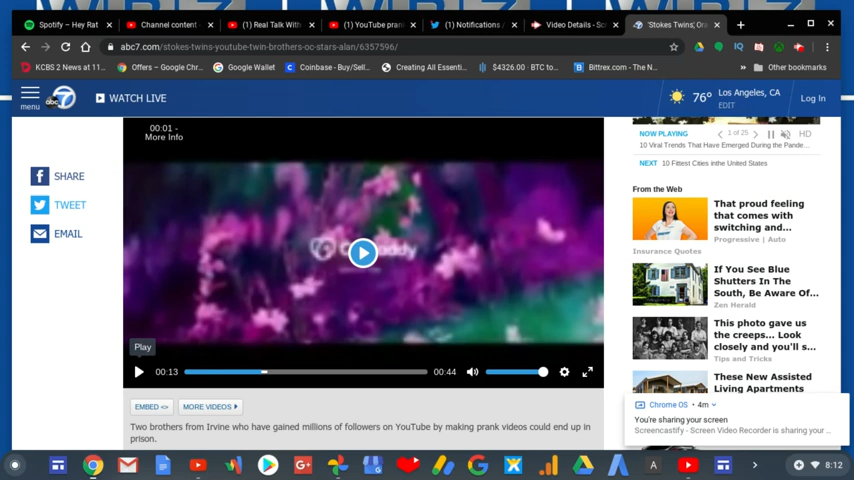 Spotify – Hey Rat
Channel content -
(1) Real Talk With
(1) YouTube pran
(1) Notifications /
Video Details - Scr
'Stokes Twins', Ora
abc7.com/stokes-twins-youtube-twin-brothers-oc-stars-alan/6357596/
KCBS 2 News at 11...
Offers – Google Chr...
Google Wallet
Coinbase - Buy/Sell...
Creating All Essenti...
$4326.00 - BTC to...
Bittrex.com - The N...
»
Other bookmarks
menu
abc 7
WATCH LIVE
76°
Los Angeles, CA
EDIT
Log In
00:01 -
More Info
SHARE
TWEET
EMAIL
Play
00:13
00:44
EMBED <>
MORE VIDEOS
Two brothers from Irvine who have gained millions of followers on YouTube by making prank videos could end up in
prison.
NOW PLAYING
1 of 25
HD
10 Viral Trends That Have Emerged During the Pande...
NEXT
10 Fittest Cities inthe United States
From the Web
That proud feeling
that comes with
switching and...
Progressive | Auto
Insurance Quotes
If You See Blue
Shutters In The
South, Be Aware Of...
Zen Herald
This photo gave us
the creeps... Look
closely and you'll s...
Tips and Tricks
These New Assisted
Living Apartments
Chrome OS • 4m
You're sharing your screen
Screencastify - Screen Video Recorder is sharing your ...
8:12